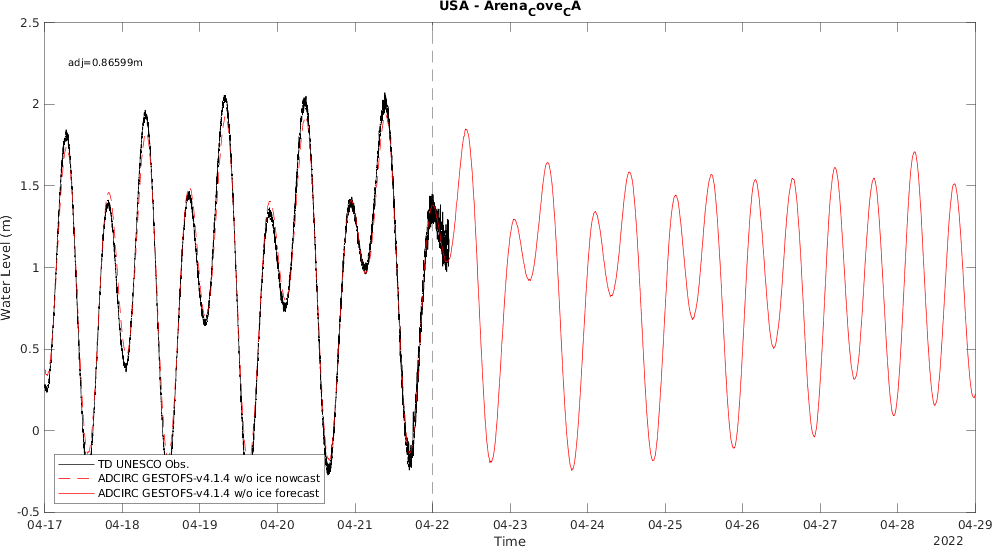 USA - Arena_Cove_CA
2.5
adj=0.86599m
2
1.5
Water Level (m)
1
0.5
0
TD UNESCO Obs.
ADCIRC GESTOFS-v4.1.4 w/o ice nowcast
ADCIRC GESTOFS-v4.1.4 w/o ice forecast
-0.5
04-17 04-18 04-19 04-20 04-21 04-22 04-23 04-24 04-25 04-26 04-27 04-28 04-29
Time
2022